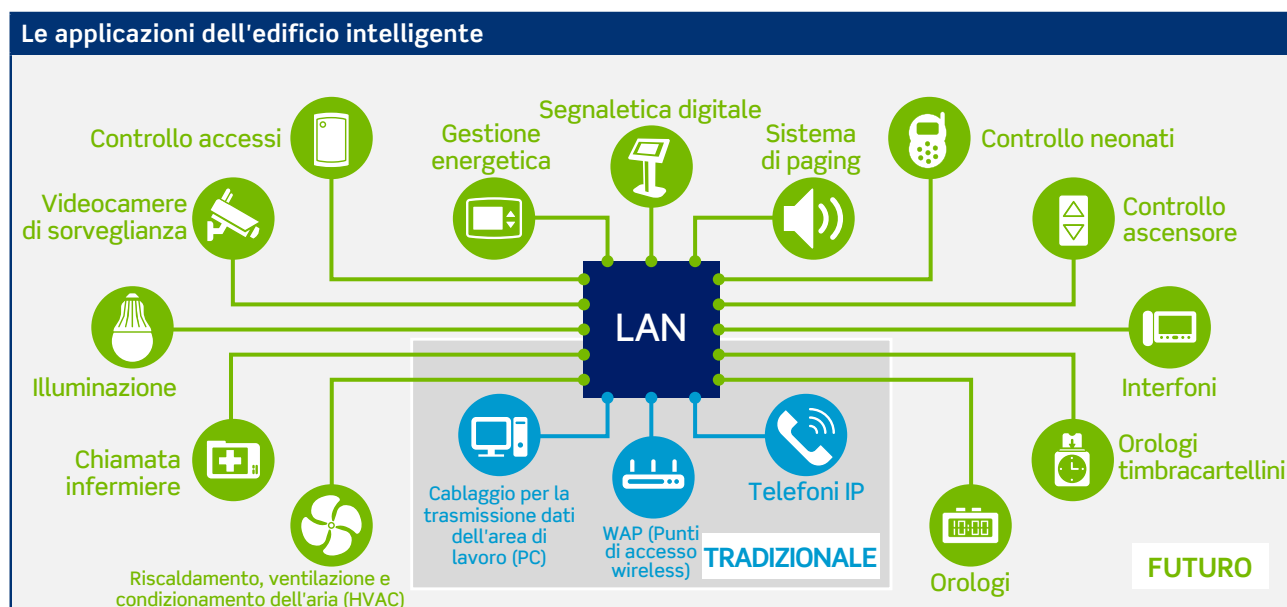 Le applicazioni dell'edificio intelligente
Segnaletica digitale
Controllo accessi
Gestione
energetica
Sistema
di paging
Controllo neonati
Videocamere
di sorveglianza
Controllo
ascensore
LAN
Illuminazione
Interfoni
Chiamata
infermiere
Orologi
timbracartellini
Cablaggio per la
trasmissione dati
dell'area di
lavoro (PC)
WAP (Punti
di accesso
wireless)
Telefoni IP
TRADIZIONALE
Riscaldamento, ventilazione e
condizionamento dell'aria (HVAC)
Orologi
FUTURO